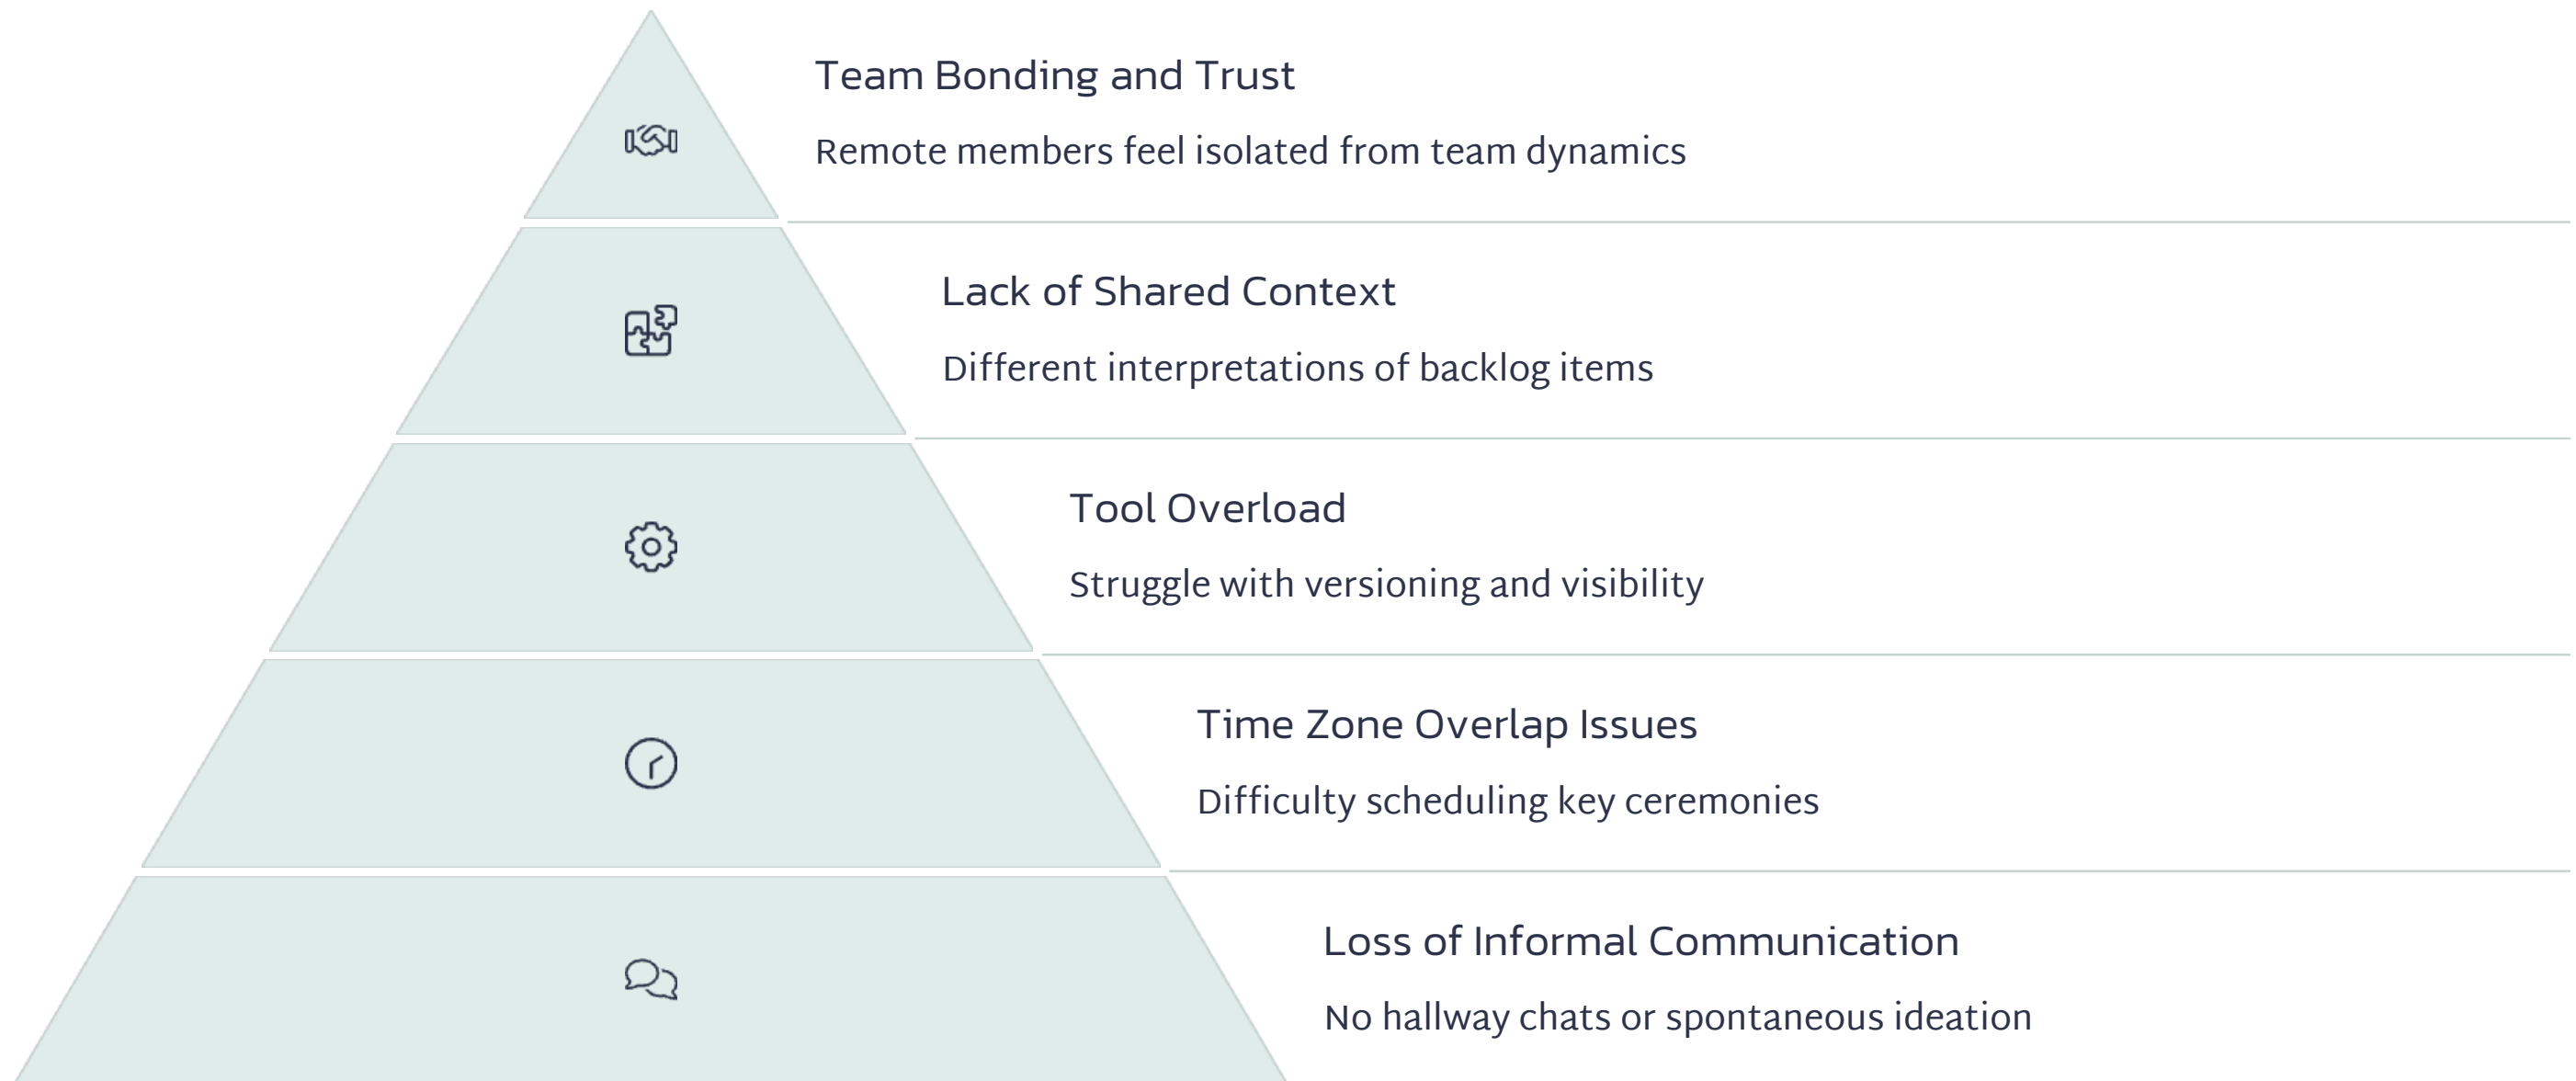 Team Bonding and Trust
Remote members feel isolated from team dynamics
Lack of Shared Context
Different interpretations of backlog items
Tool Overload
Struggle with versioning and visibility
Time Zone Overlap Issues
Difficulty scheduling key ceremonies
Loss of Informal Communication
No hallway chats or spontaneous ideation